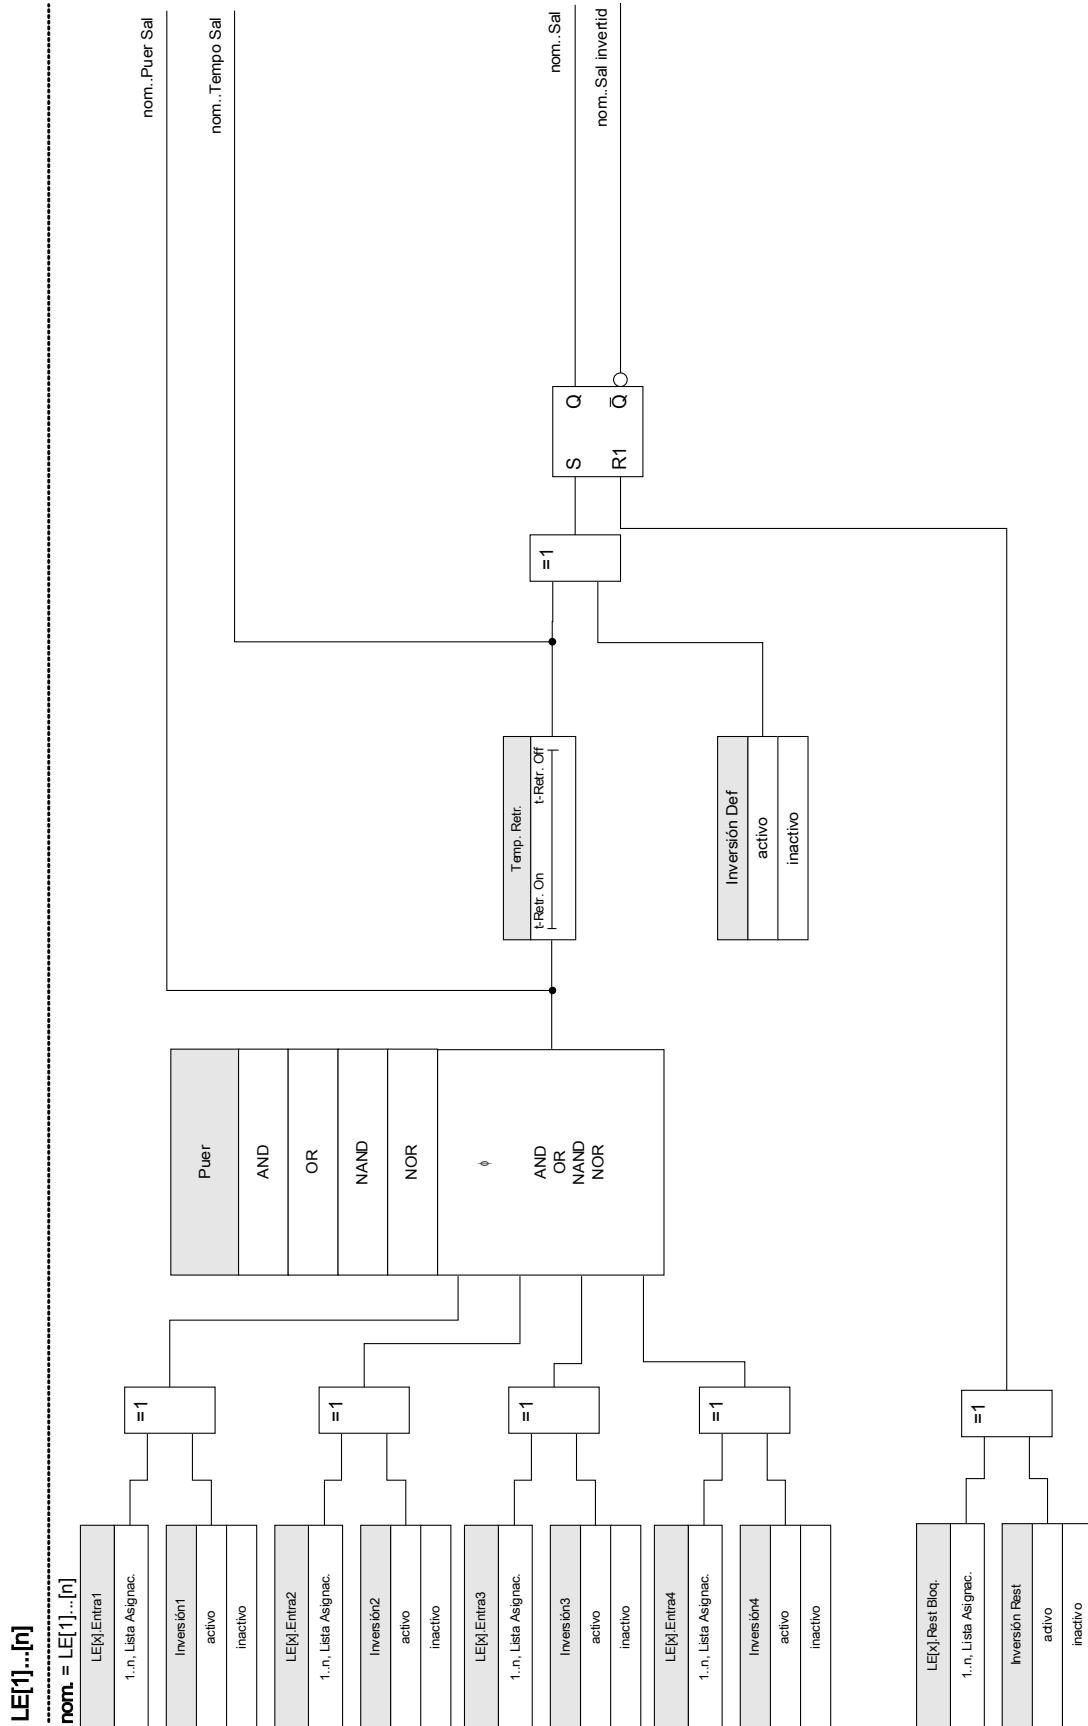 LE[1]...[n]
nom. = LE[1]...[n]
LE[x].Entra1
1..n, Lista Asignac.
Inversión1
activo
inactivo
LE[x].Entra2
1..n, Lista Asignac.
Inversión2
activo
inactivo
LE[x].Entra3
1..n, Lista Asignac.
Inversión3
activo
inactivo
LE[x].Entra4
1..n, Lista Asignac.
Inversión4
activo
inactivo
LE[x].Rest Bloq.
1..n, Lista Asignac.
Inversión Rest
activo
inactivo
=1
=1
=1
=1
=1
Puer
AND
OR
NAND
NOR
ϕ
AND
OR
NAND
NOR
Temp. Retr.
t-Retr. On
t-Retr. Off
Inversión Def
activo
inactivo
=1
S
Q
R1
Q̅
nom..Puer Sal
nom..Tempo Sal
nom..Sal
nom..Sal invertid